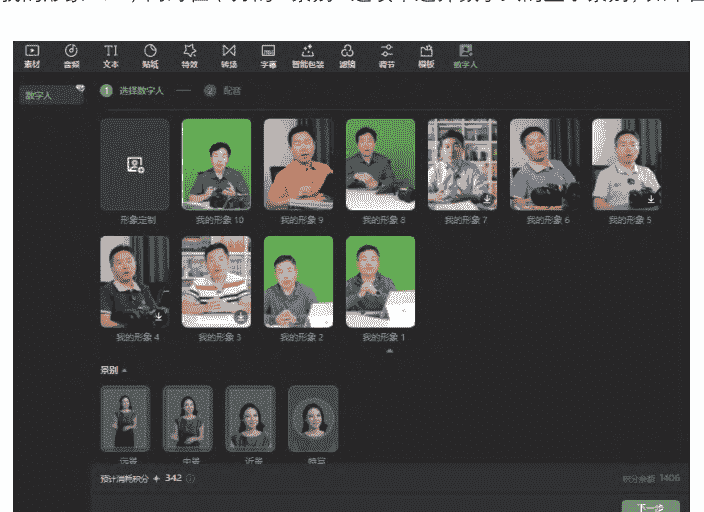 素材 音频 文本 贴纸 特效 转场 字幕 智能包装 滤镜 调节 模板 数字人
数字人
1 选择数字人 2 配音
形象定制 我的形象 10 我的形象 9 我的形象 8 我的形象 7 我的形象 6 我的形象 5
我的形象 4 我的形象 3 我的形象 2 我的形象 1
景别
远景 中景 近景 特写
预计消耗积分 342 积分余额 1406
下一步